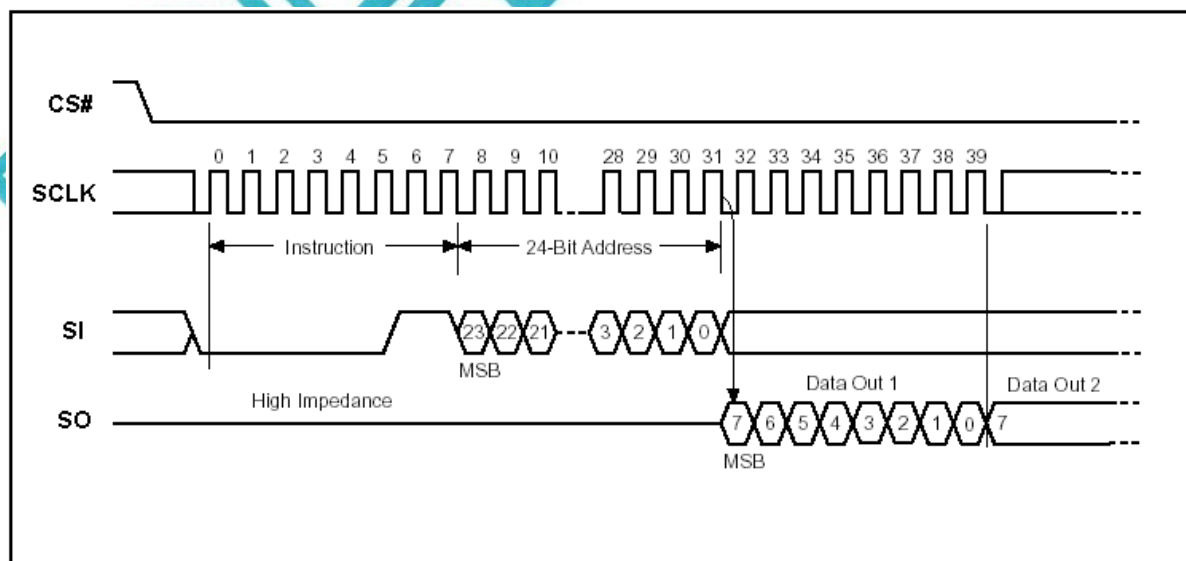 CS#
0 1 2 3 4 5 6 7 8 9 10 28 29 30 31 32 33 34 35 36 37 38 39
SCLK
Instruction 24-Bit Address
SI 23 22 21 3 2 1 0
MSB
High Impedance Data Out 1 Data Out 2
SO 7 6 5 4 3 2 1 0 7
MSB